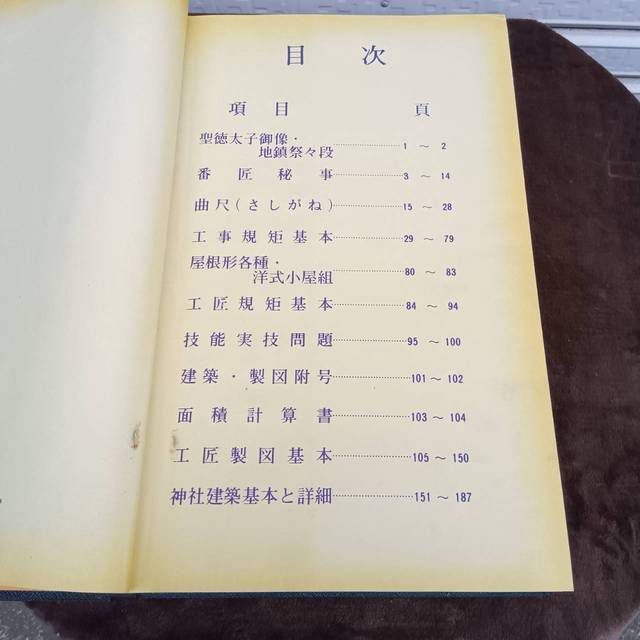 目 次
項 目 頁
聖徳太子御像・
地鎮祭々段……………1 ～ 2
番匠秘事……………3 ～ 14
曲尺(さしがね)……………15 ～ 28
工事規矩基本……………29 ～ 79
屋根形各種・
洋式小屋組……………80 ～ 83
工匠規矩基本……………84 ～ 94
技能実技問題……………95 ～ 100
建築・製図附号……………101 ～ 102
面積計算書……………103 ～ 104
工匠製図基本……………105 ～ 150
神社建築基本と詳細……………151 ～ 187